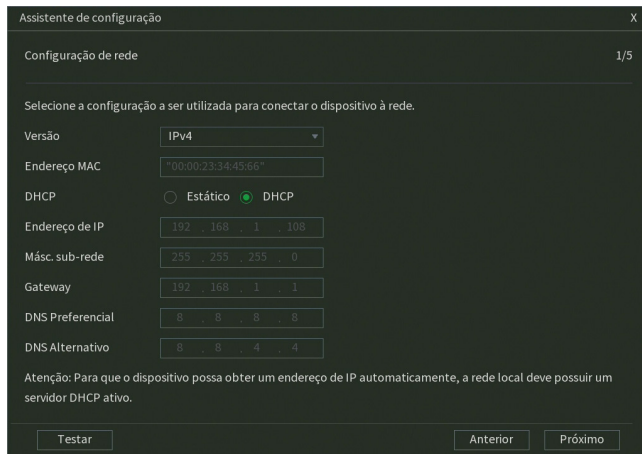 Assistente de configuração X
Configuração de rede 1/5
Selecione a configuração a ser utilizada para conectar o dispositivo à rede.
Versão IPv4
Endereço MAC "00:00:23:34:45:66"
DHCP Estático DHCP
Endereço de IP 192 . 168 . 1 . 108
Másc. sub-rede 255 . 255 . 255 . 0
Gateway 192 . 168 . 1 . 1
DNS Preferencial 8 . 8 . 8 . 8
DNS Alternativo 8 . 8 . 4 . 4
Atenção: Para que o dispositivo possa obter um endereço de IP automaticamente, a rede local deve possuir um
servidor DHCP ativo.
Testar Anterior Próximo